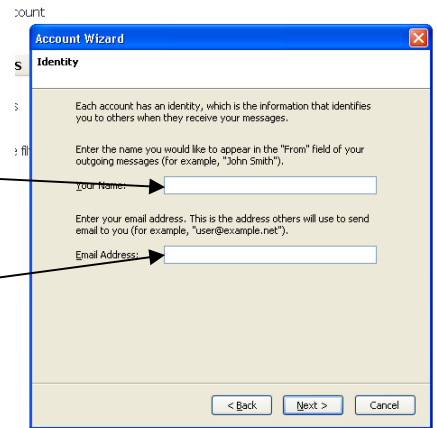 count
Account Wizard
s
Identity
s
Each account has an identity, which is the information that identifies
you to others when they receive your messages.
Enter the name you would like to appear in the "From" field of your
outgoing messages (for example, "John Smith").
Your Name:
Enter your email address. This is the address others will use to send
email to you (for example, "user@example.net").
Email Address:
< Back
Next >
Cancel